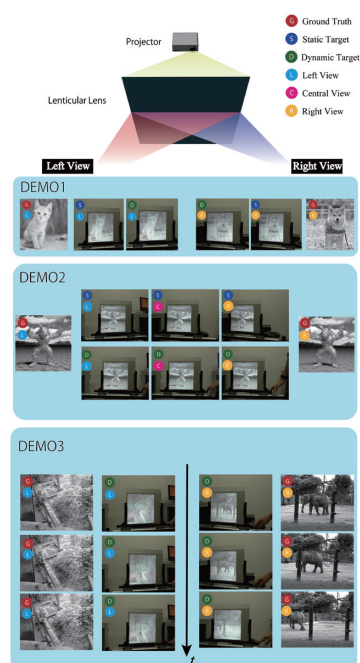 Projector
Lenticular Lens
Left View
Right View
G Ground Truth
S Static Target
D Dynamic Target
L Left View
C Central View
R Right View
DEMO1
G L
S L
D L
D R
S R
G R
DEMO2
G L
S L
S C
S R
G R
D L
D C
D R
DEMO3
G L
D L
D R
G R
G L
D L
D R
G R
G L
D L
D R
G R
t